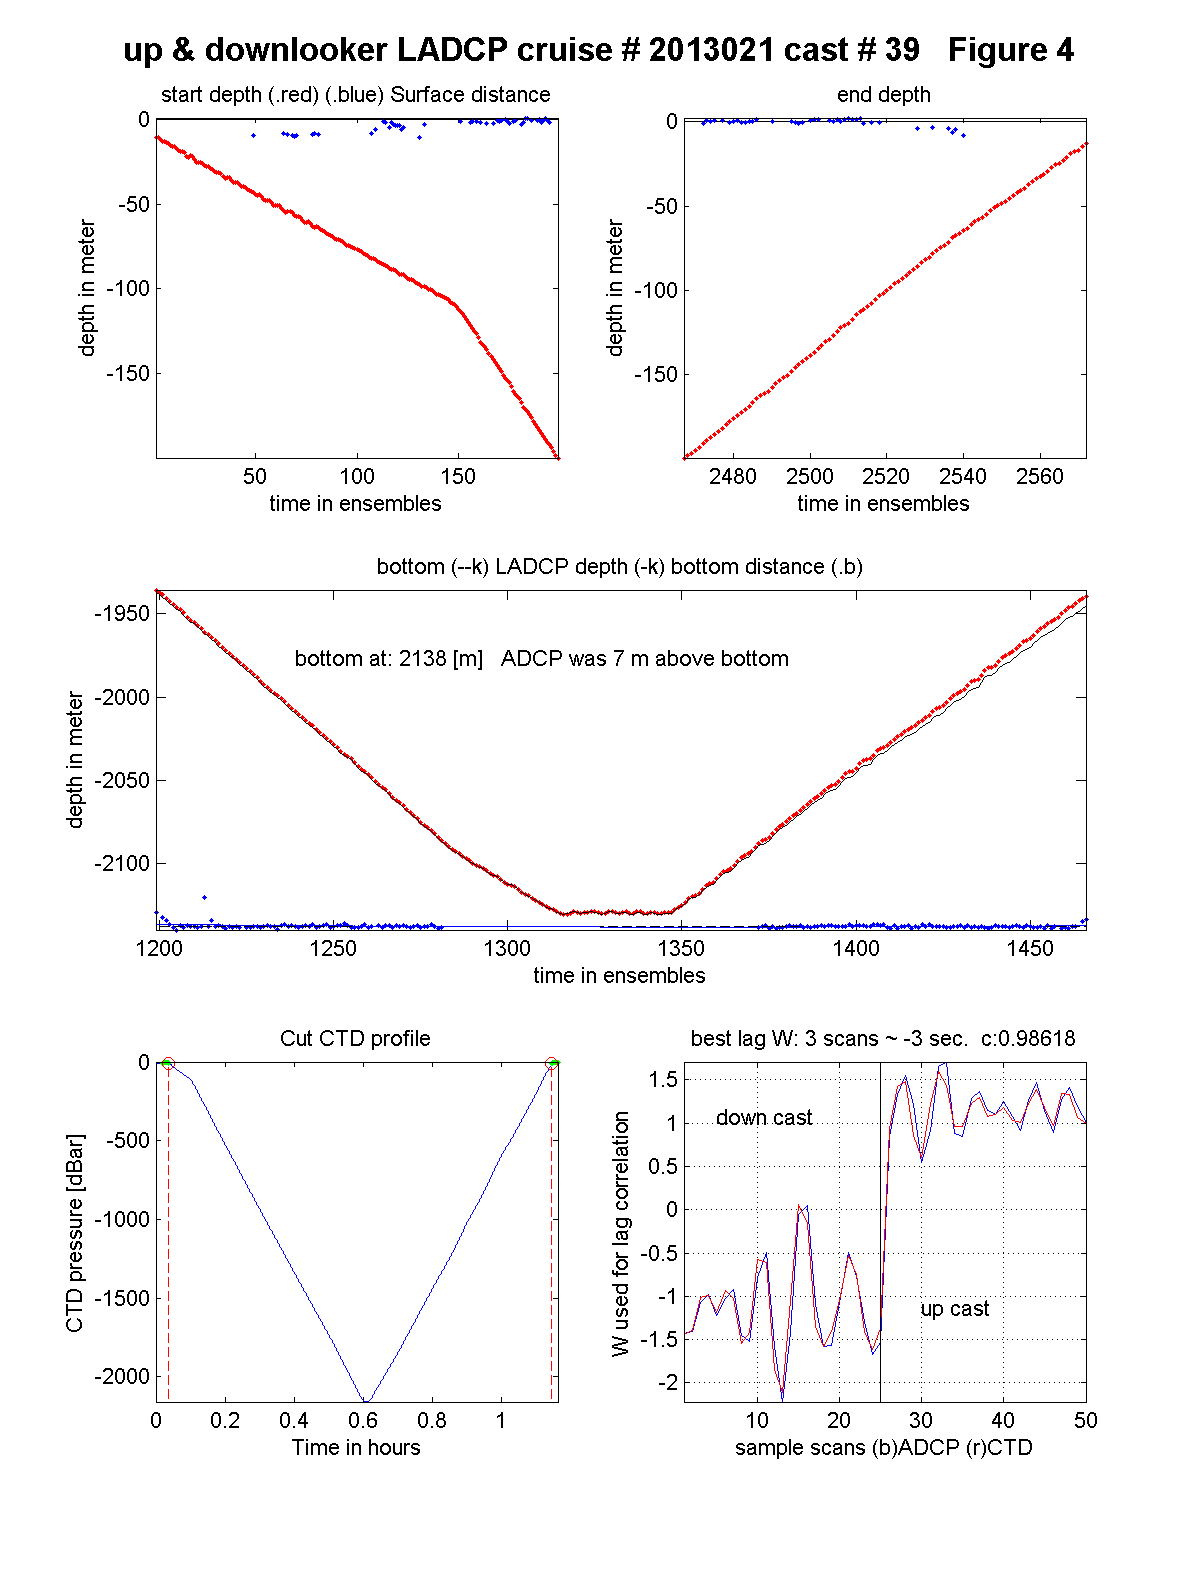 up & downlooker LADCP cruise # 2013021 cast # 39   Figure 4
start depth (.red) (.blue) Surface distance
0
-50
-100
-150
depth in meter
50 100 150
time in ensembles
end depth
0
-50
-100
-150
depth in meter
2480 2500 2520 2540 2560
time in ensembles
bottom (--k) LADCP depth (-k) bottom distance (.b)
-1950
-2000
-2050
-2100
depth in meter
bottom at: 2138 [m]   ADCP was 7 m above bottom
1200 1250 1300 1350 1400 1450
time in ensembles
Cut CTD profile
0
-500
-1000
-1500
-2000
CTD pressure [dBar]
0 0.2 0.4 0.6 0.8 1
Time in hours
best lag W: 3 scans ~ -3 sec.  c:0.98618
1.5
1
0.5
0
-0.5
-1
-1.5
-2
W used for lag correlation
down cast
up cast
10 20 30 40 50
sample scans (b)ADCP (r)CTD